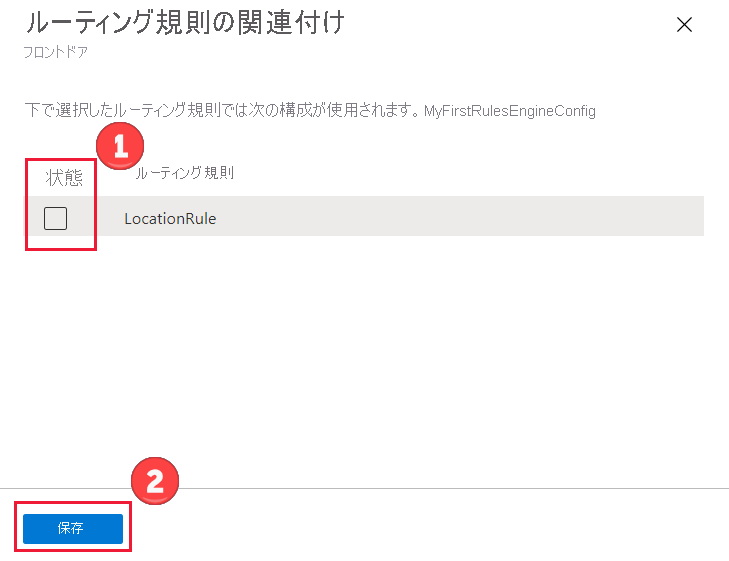 ルーティング規則の関連付け
フロントドア
下で選択したルーティング規則では次の構成が使用されます。MyFirstRulesEngineConfig
1
状態 ルーティング規則
LocationRule
2
保存